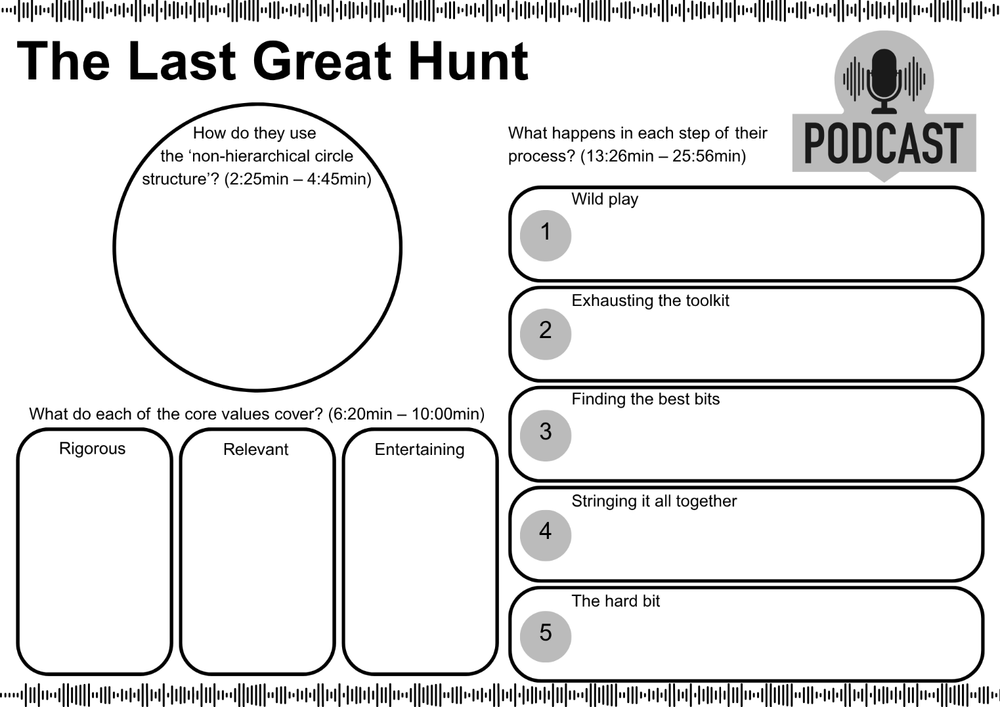 The Last Great Hunt
PODCAST
How do they use
the ‘non-hierarchical circle
structure’? (2:25min – 4:45min)
What do each of the core values cover? (6:20min – 10:00min)
Rigorous
Relevant
Entertaining
What happens in each step of their
process? (13:26min – 25:56min)
Wild play
1
Exhausting the toolkit
2
Finding the best bits
3
Stringing it all together
4
The hard bit
5